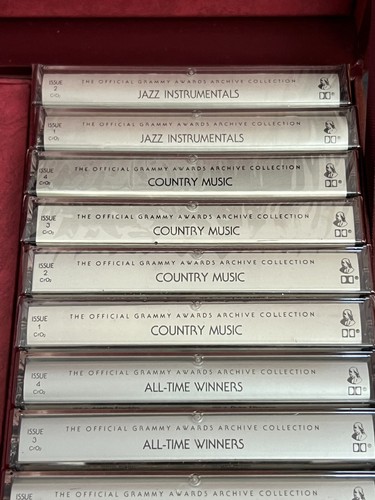 ISSUE
2
CrO₂
THE OFFICIAL GRAMMY AWARDS ARCHIVE COLLECTION
JAZZ INSTRUMENTALS
ISSUE
1
CrO₂
THE OFFICIAL GRAMMY AWARDS ARCHIVE COLLECTION
JAZZ INSTRUMENTALS
ISSUE
4
CrO₂
THE OFFICIAL GRAMMY AWARDS ARCHIVE COLLECTION
COUNTRY MUSIC
ISSUE
3
CrO₂
THE OFFICIAL GRAMMY AWARDS ARCHIVE COLLECTION
COUNTRY MUSIC
ISSUE
2
CrO₂
THE OFFICIAL GRAMMY AWARDS ARCHIVE COLLECTION
COUNTRY MUSIC
ISSUE
1
CrO₂
THE OFFICIAL GRAMMY AWARDS ARCHIVE COLLECTION
COUNTRY MUSIC
ISSUE
4
CrO₂
THE OFFICIAL GRAMMY AWARDS ARCHIVE COLLECTION
ALL-TIME WINNERS
ISSUE
3
CrO₂
THE OFFICIAL GRAMMY AWARDS ARCHIVE COLLECTION
ALL-TIME WINNERS
ISSUE
THE OFFICIAL GRAMMY AWARDS ARCHIVE COLLECTION